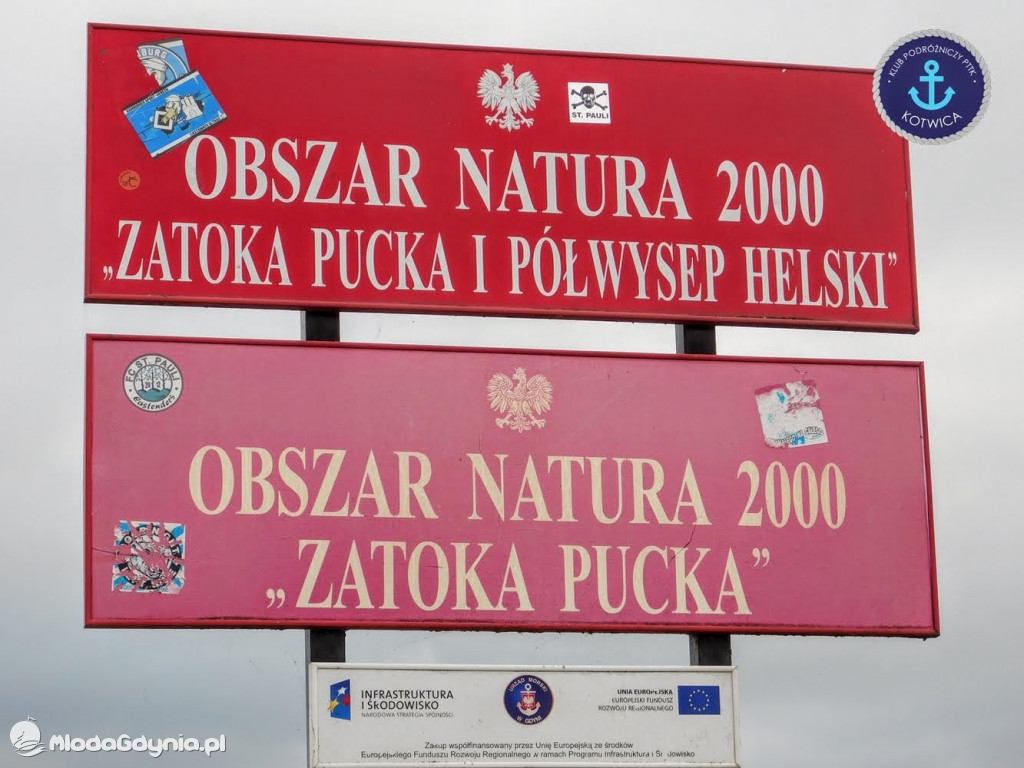 BURG
KLUB PODRÓŻNICZY PTTK
KOTWICA
ST. PAULI
OBSZAR NATURA 2000
„ZATOKA PUCKA I PÓŁWYSEP HELSKI”
FC ST. PAULI
Eastenders
OBSZAR NATURA 2000
„ZATOKA PUCKA”
INFRASTRUKTURA
I ŚRODOWISKO
NARODOWA STRATEGIA SPÓJNOŚCI
URZĄD MORSKI
W GDYNI
UNIA EUROPEJSKA
EUROPEJSKI FUNDUSZ
ROZWOJU REGIONALNEGO
Zakup współfinansowany przez Unię Europejską ze środków
Europejskiego Funduszu Rozwoju Regionalnego w ramach Programu Infrastruktura i Środowisko
MlodaGdynia.pl